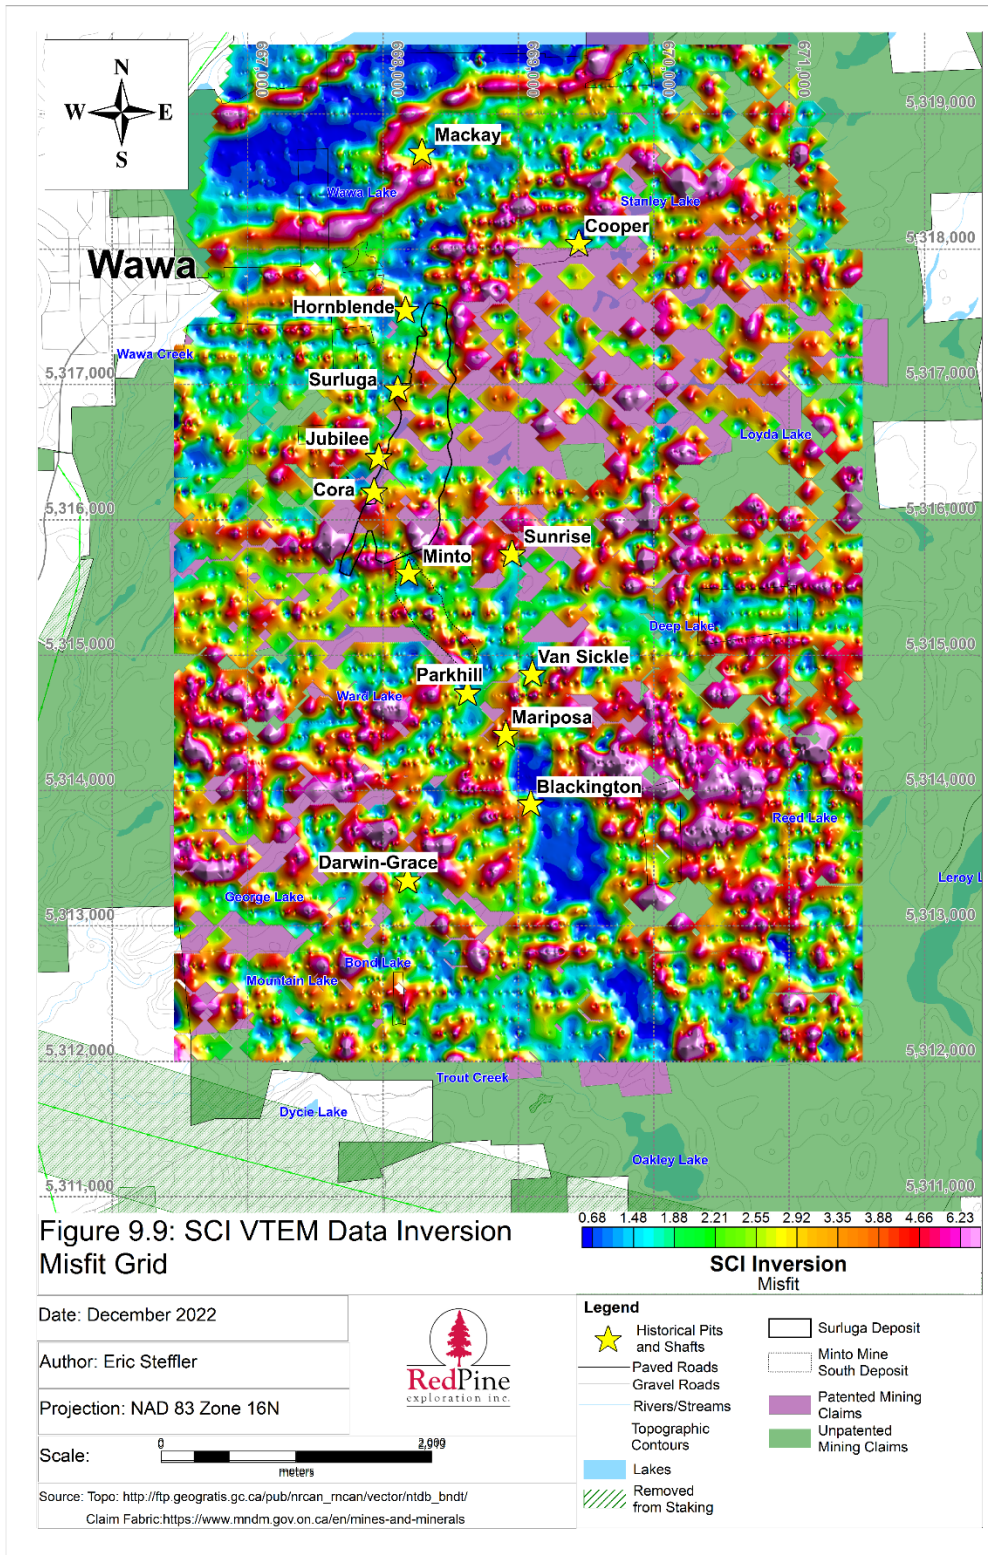 667,000
668,000
669,000
670,000
671,000
N
W E
S
5,319,000
Mackay
Wawa Lake
Stanley Lake
Cooper
5,318,000
5,318,000
Wawa
Hornblende
Wawa Creek
Surluga
5,317,000
5,317,000
Jubilee
Loyda Lake
Cora
5,316,000
5,316,000
Sunrise
Minto
Deep Lake
5,315,000
5,315,000
Van Sickle
Parkhill
Ward Lake
Mariposa
5,314,000
5,314,000
Blackington
Reed Lake
Darwin-Grace
Leroy L
George Lake
5,313,000
5,313,000
Bond Lake
Mountain Lake
5,312,000
5,312,000
Trout Creek
Dycie Lake
Oakley Lake
5,311,000
5,311,000
Figure 9.9: SCI VTEM Data Inversion
Misfit Grid
0.68 1.48 1.88 2.21 2.55 2.92 3.35 3.88 4.66 6.23
SCI Inversion
Misfit
Date: December 2022
Author: Eric Steffler
Projection: NAD 83 Zone 16N
Scale:
0
meters
Source: Topo: http://ftp.geogratis.gc.ca/pub/nrcan_rncan/vector/ntdb_bndt/
Claim Fabric:https://www.mndm.gov.on.ca/en/mines-and-minerals
RedPine
exploration inc.
Legend
Historical Pits
and Shafts
Paved Roads
Gravel Roads
Rivers/Streams
Topographic
Contours
Lakes
Removed
from Staking
Surluga Deposit
Minto Mine
South Deposit
Patented Mining
Claims
Unpatented
Mining Claims